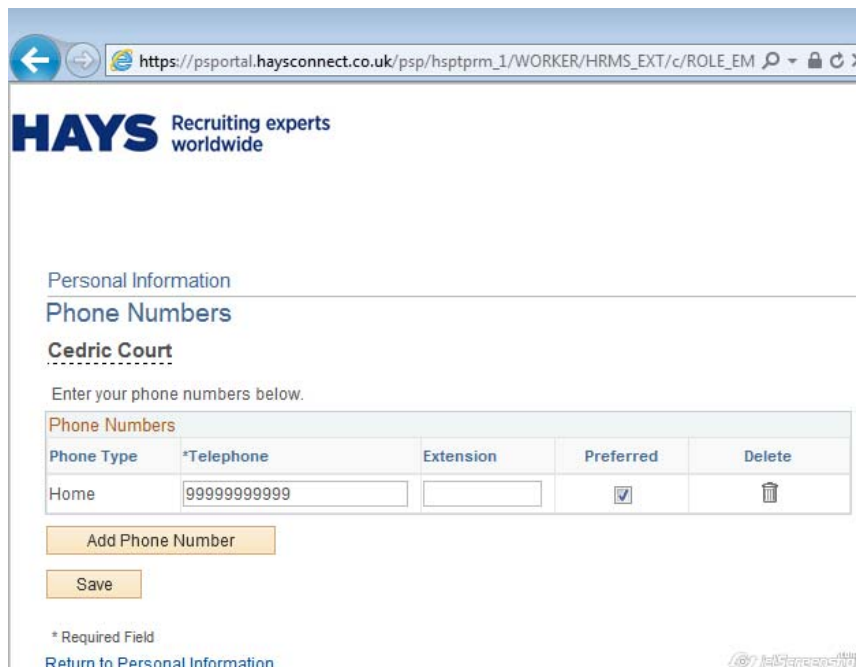 https://psportal.haysconnect.co.uk/psp/hsptprm_1/WORKER/HRMS_EXT/c/ROLE_EM
HAYS Recruiting experts
worldwide
Personal Information
Phone Numbers
Cedric Court
Enter your phone numbers below.
Phone Numbers
Phone Type *Telephone Extension Preferred Delete
Home 99999999999
Add Phone Number
Save
* Required Field
Return to Personal Information